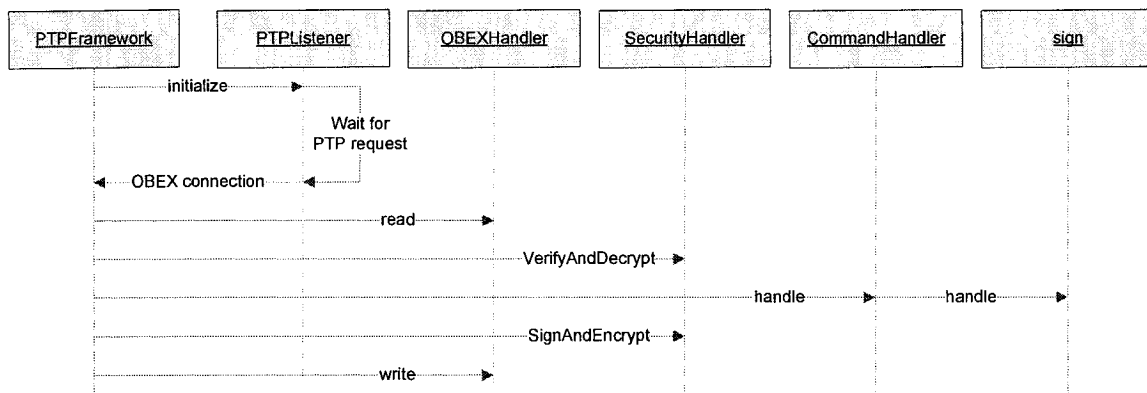 PTPFramework
PTPListener
OBEXHandler
SecurityHandler
CommandHandler
sign
initialize
Wait for
PTP request
OBEX connection
read
VerifyAndDecrypt
handle
handle
SignAndEncrypt
write